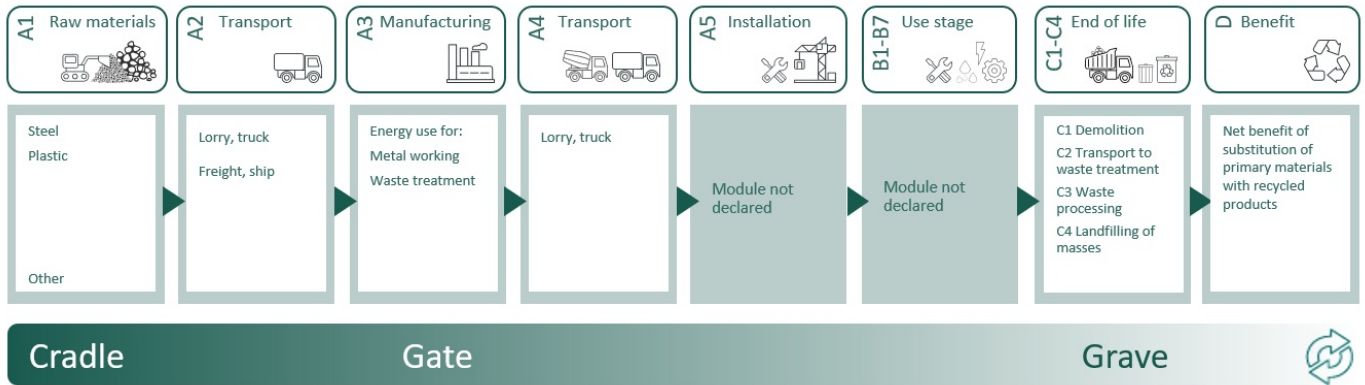 A1 Raw materials
A2 Transport
A3 Manufacturing
A4 Transport
A5 Installation
B1-B7 Use stage
C1-C4 End of life
D Benefit
Steel
Plastic
Other
Lorry, truck
Freight, ship
Energy use for:
Metal working
Waste treatment
Lorry, truck
Module not
declared
Module not
declared
C1 Demolition
C2 Transport to
waste treatment
C3 Waste
processing
C4 Landfilling of
masses
Net benefit of
substitution of
primary materials
with recycled
products
Cradle
Gate
Grave